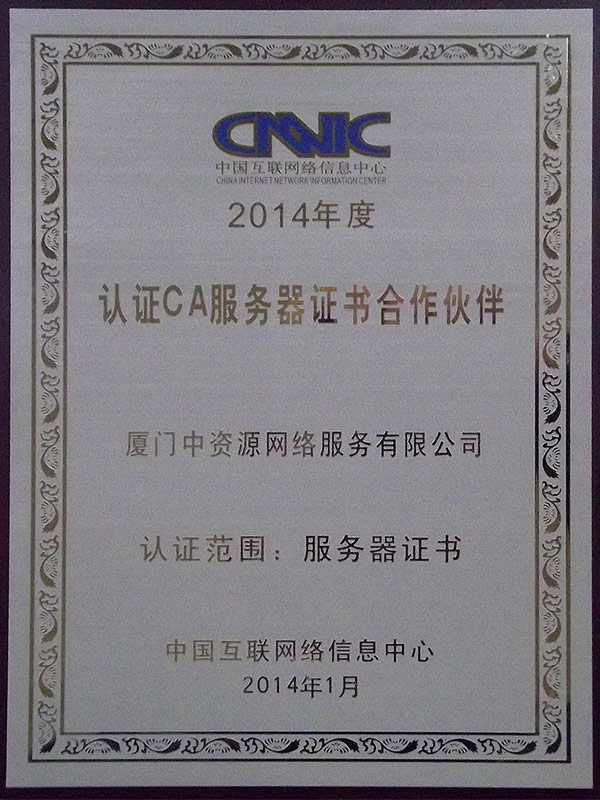 CNNIC
中国互联网络信息中心
CHINA INTERNET NETWORK INFORMATION CENTER
2014年度
认证CA服务器证书合作伙伴
厦门中资源网络服务有限公司
认证范围：服务器证书
中国互联网络信息中心
2014年1月